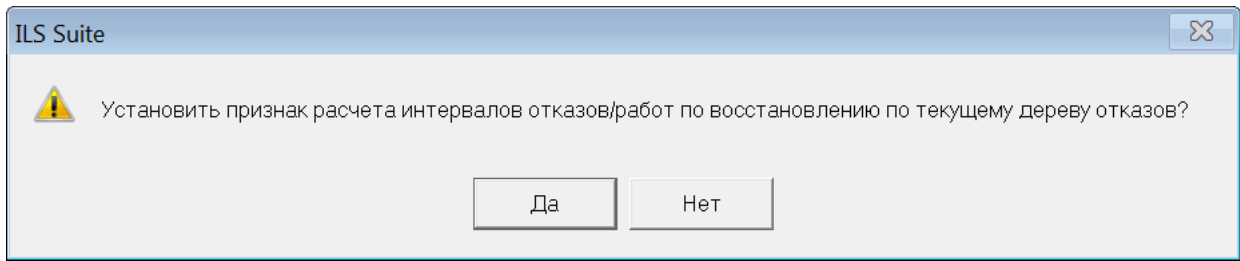 ILS Suite
Установить признак расчета интервалов отказов/работ по восстановлению по текущему дереву отказов?
Да
Нет